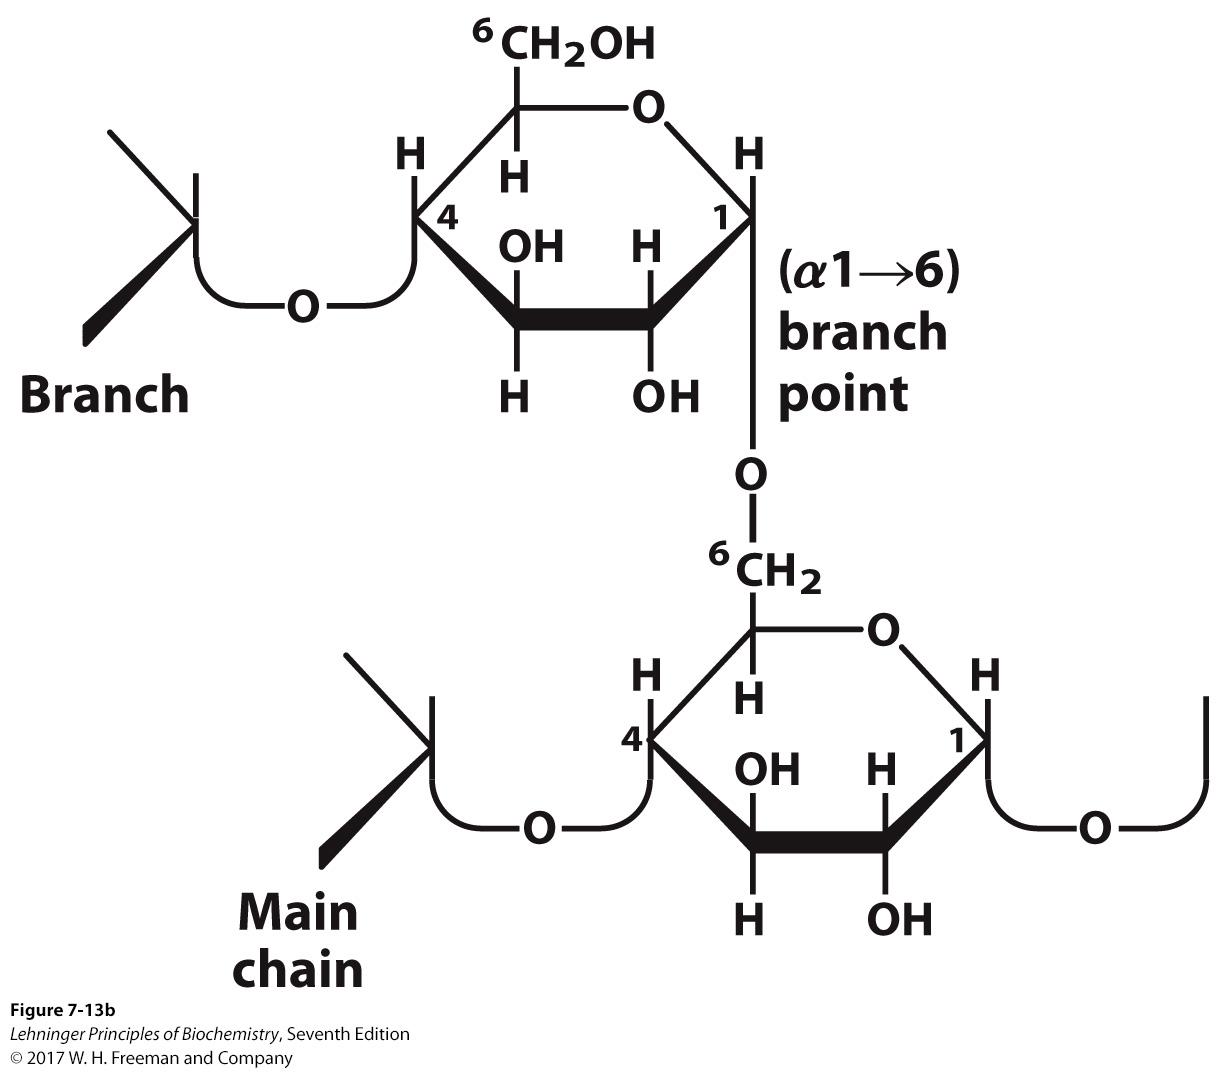 6CH2OH
O
H
H
H
4
1
OH
H
(α1→6)
branch
point
O
Branch
H
OH
O
6CH2
O
H
H
H
4
1
OH
H
O
O
H
OH
Main
chain
Figure 7-13b
Lehninger Principles of Biochemistry, Seventh Edition
© 2017 W. H. Freeman and Company